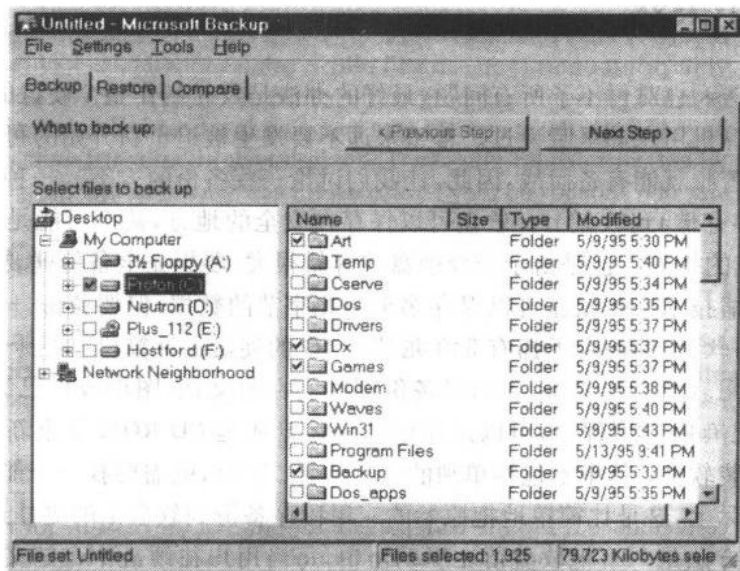 Untitled - Microsoft Backup
File Settings Tools Help
Backup Restore Compare
What to back up:
< Previous Step
Next Step >
Select files to back up
Desktop
My Computer
3½ Floppy (A:)
Proton (C:)
Neutron (D:)
Plus_112 (E:)
Host for d (F:)
Network Neighborhood
Name Size Type Modified
Art Folder 5/9/95 5:30 PM
Temp Folder 5/9/95 5:40 PM
Cserve Folder 5/9/95 5:34 PM
Dos Folder 5/9/95 5:35 PM
Drivers Folder 5/9/95 5:37 PM
Dx Folder 5/9/95 5:37 PM
Games Folder 5/9/95 5:37 PM
Modem Folder 5/9/95 5:38 PM
Waves Folder 5/9/95 5:40 PM
Win31 Folder 5/9/95 5:43 PM
Program Files Folder 5/13/95 9:41 PM
Backup Folder 5/9/95 5:33 PM
Dos_apps Folder 5/9/95 5:35 PM
File set: Untitled
Files selected: 1,925
79,723 Kilobytes sele